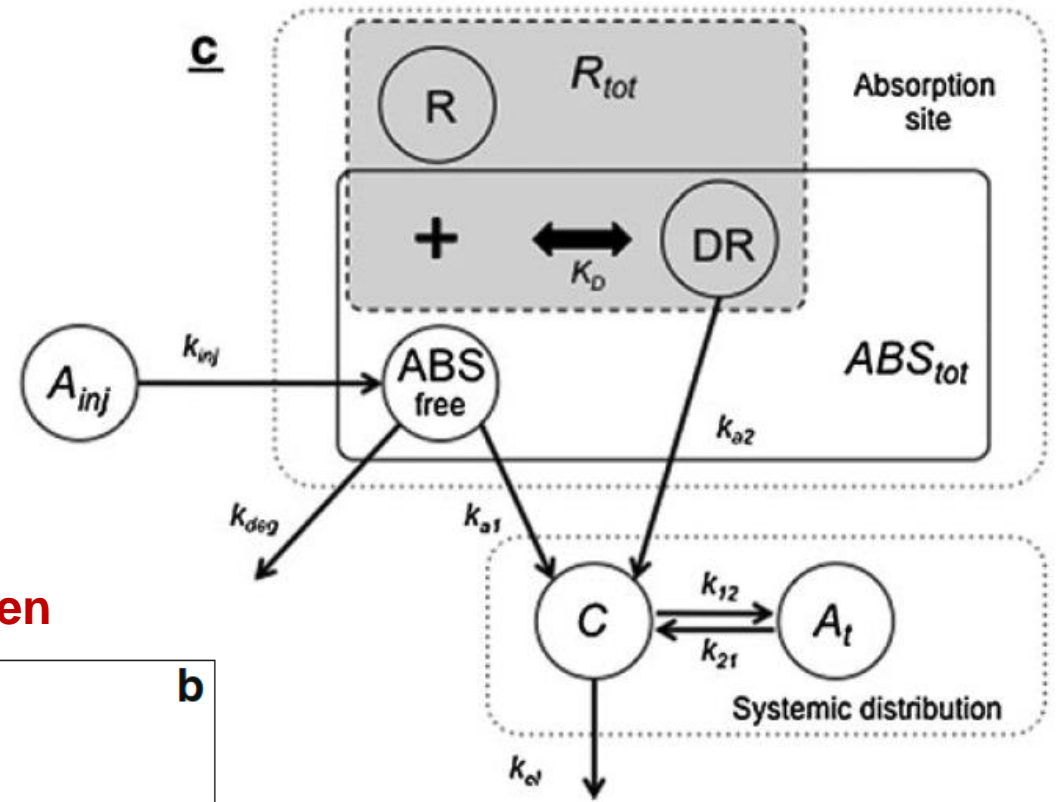 c
R
R_tot
Absorption
site
+
K_D
DR
A_inj
k_inj
ABS
free
ABS_tot
k_a2
k_deg
k_a1
en
C
k_12
A_t
k_21
b
Systemic distribution
k_el